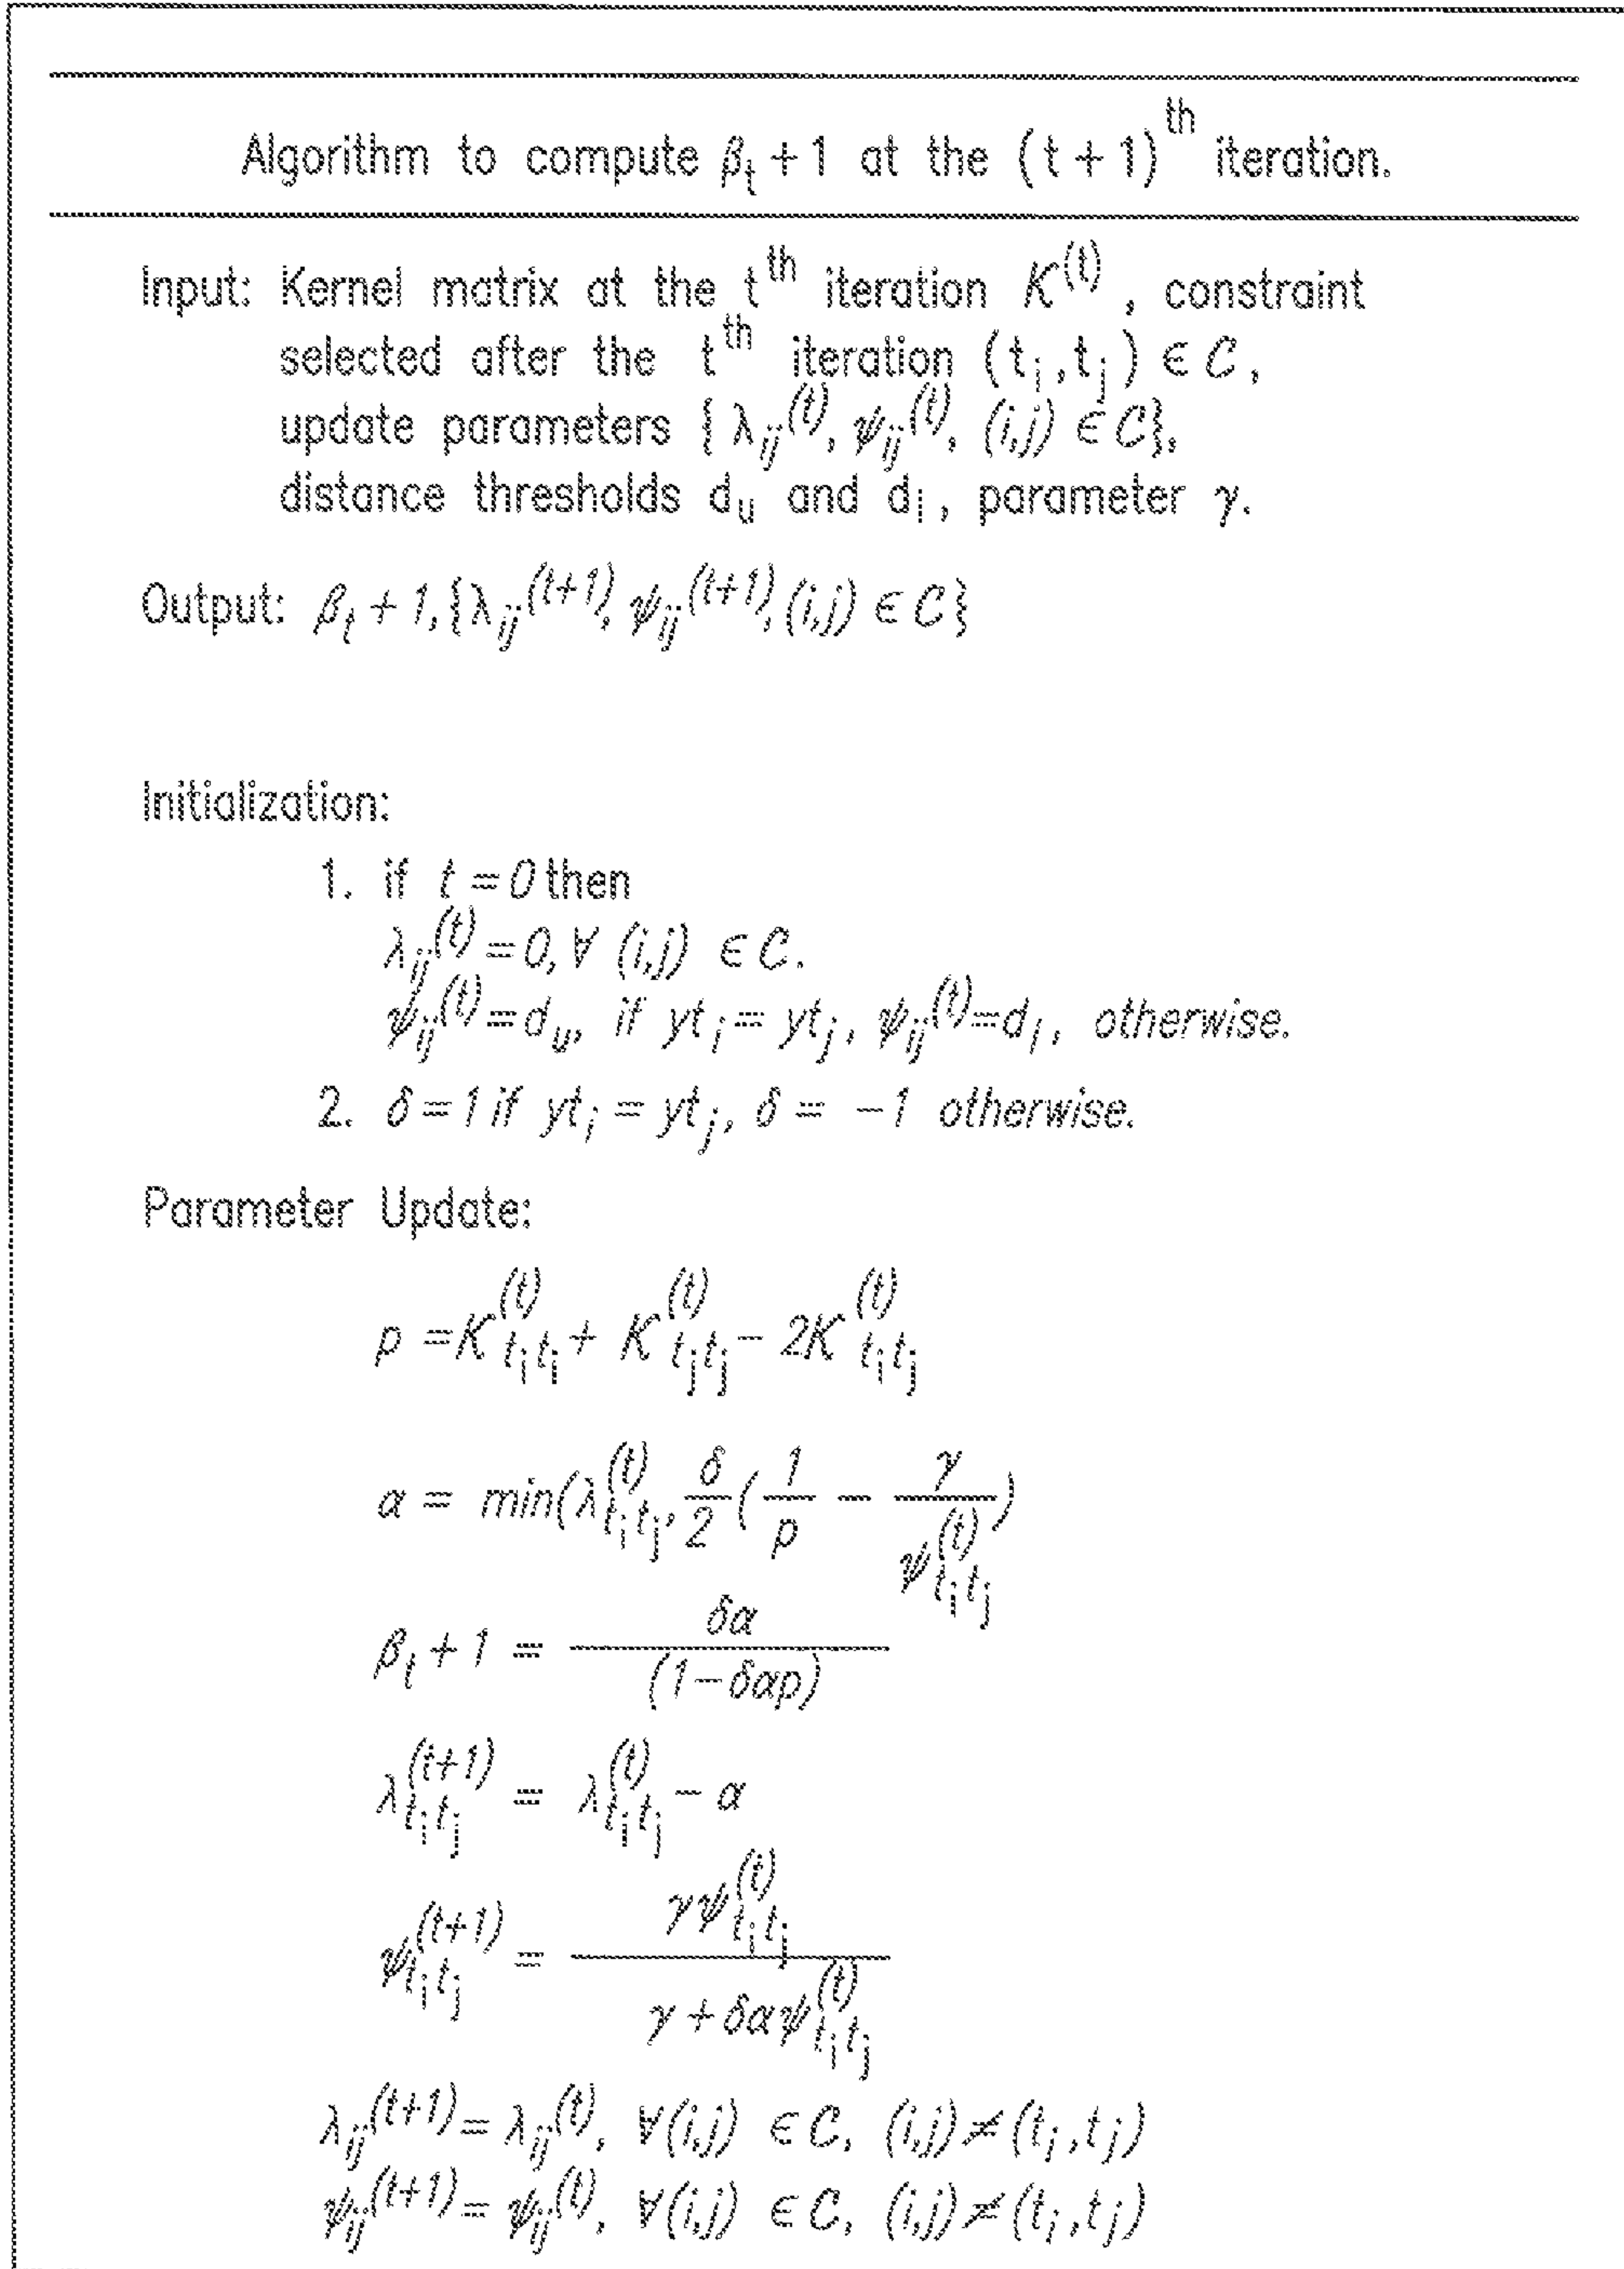 Algorithm to compute β_t + 1 at the (t + 1)^th iteration.
Input: Kernel matrix at the t^th iteration K^(t) , constraint
selected after the t^th iteration (t_i ,t_j ) ∈ C ,
update parameters { λ_ij^(t), ψ_ij^(t), (i,j) ∈ C},
distance thresholds d_u and d_l , parameter γ.
Output: β_t + 1,{λ_ij^(t+1), ψ_ij^(t+1),(i,j) ∈ C}
Initialization:
1. if t = 0 then
λ_ij^(t) = 0, ∀ (i,j) ∈ C.
ψ_ij^(t) = d_u, if yt_i = yt_j , ψ_ij^(t) = d_l , otherwise.
2. δ = 1 if yt_i = yt_j, δ = −1 otherwise.
Parameter Update:
p = K^(t)_{t_i t_i} + K^(t)_{t_j t_j} − 2K^(t)_{t_i t_j}
α = min(λ^(t)_{t_i t_j}, δ/2 (1/p − γ/ψ^(t)_{t_i t_j})
β_t + 1 = δα/(1−δαp)
λ^(t+1)_{t_i t_j} = λ^(t)_{t_i t_j} − α
ψ^(t+1)_{t_i t_j} = γψ^(t)_{t_i t_j}/γ + δαψ^(t)_{t_i t_j}
λ_ij^(t+1) = λ_ij^(t), ∀(i,j) ∈ C, (i,j) ≠ (t_i ,t_j )
ψ_ij^(t+1) = ψ_ij^(t), ∀(i,j) ∈ C, (i,j) ≠ (t_i ,t_j )